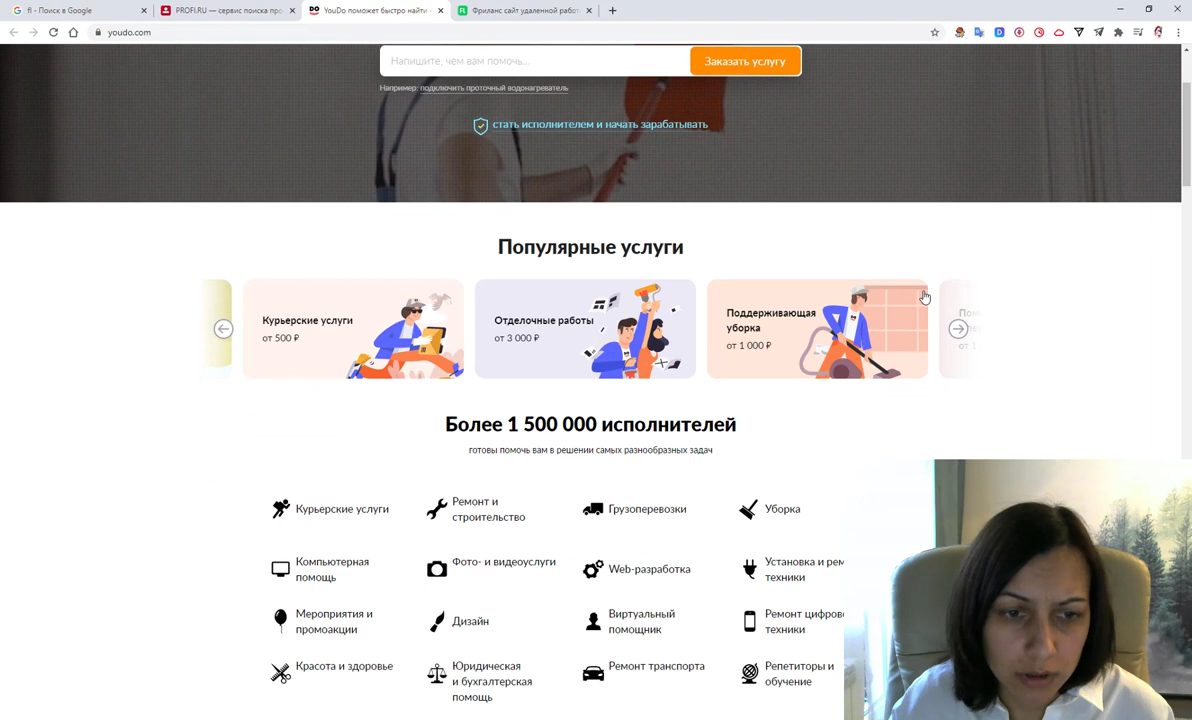 fl - Поиск в Google
PROFI.RU — сервис поиска про
YouDo поможет быстро найти
Фриланс сайт удаленной работ
youdo.com
Напишите, чем вам помочь...
Заказать услугу
Например: подключить проточный водонагреватель
стать исполнителем и начать зарабатывать
Популярные услуги
Курьерские услуги
от 500 ₽
Отделочные работы
от 3 000 ₽
Поддерживающая
уборка
от 1 000 ₽
Более 1 500 000 исполнителей
готовы помочь вам в решении самых разнообразных задач
Курьерские услуги
Ремонт и
строительство
Грузоперевозки
Уборка
Компьютерная
помощь
Фото- и видеоуслуги
Web-разработка
Установка и рем
техники
Мероприятия и
промоакции
Дизайн
Виртуальный
помощник
Ремонт цифров
техники
Красота и здоровье
Юридическая
и бухгалтерская
помощь
Ремонт транспорта
Репетиторы и
обучение